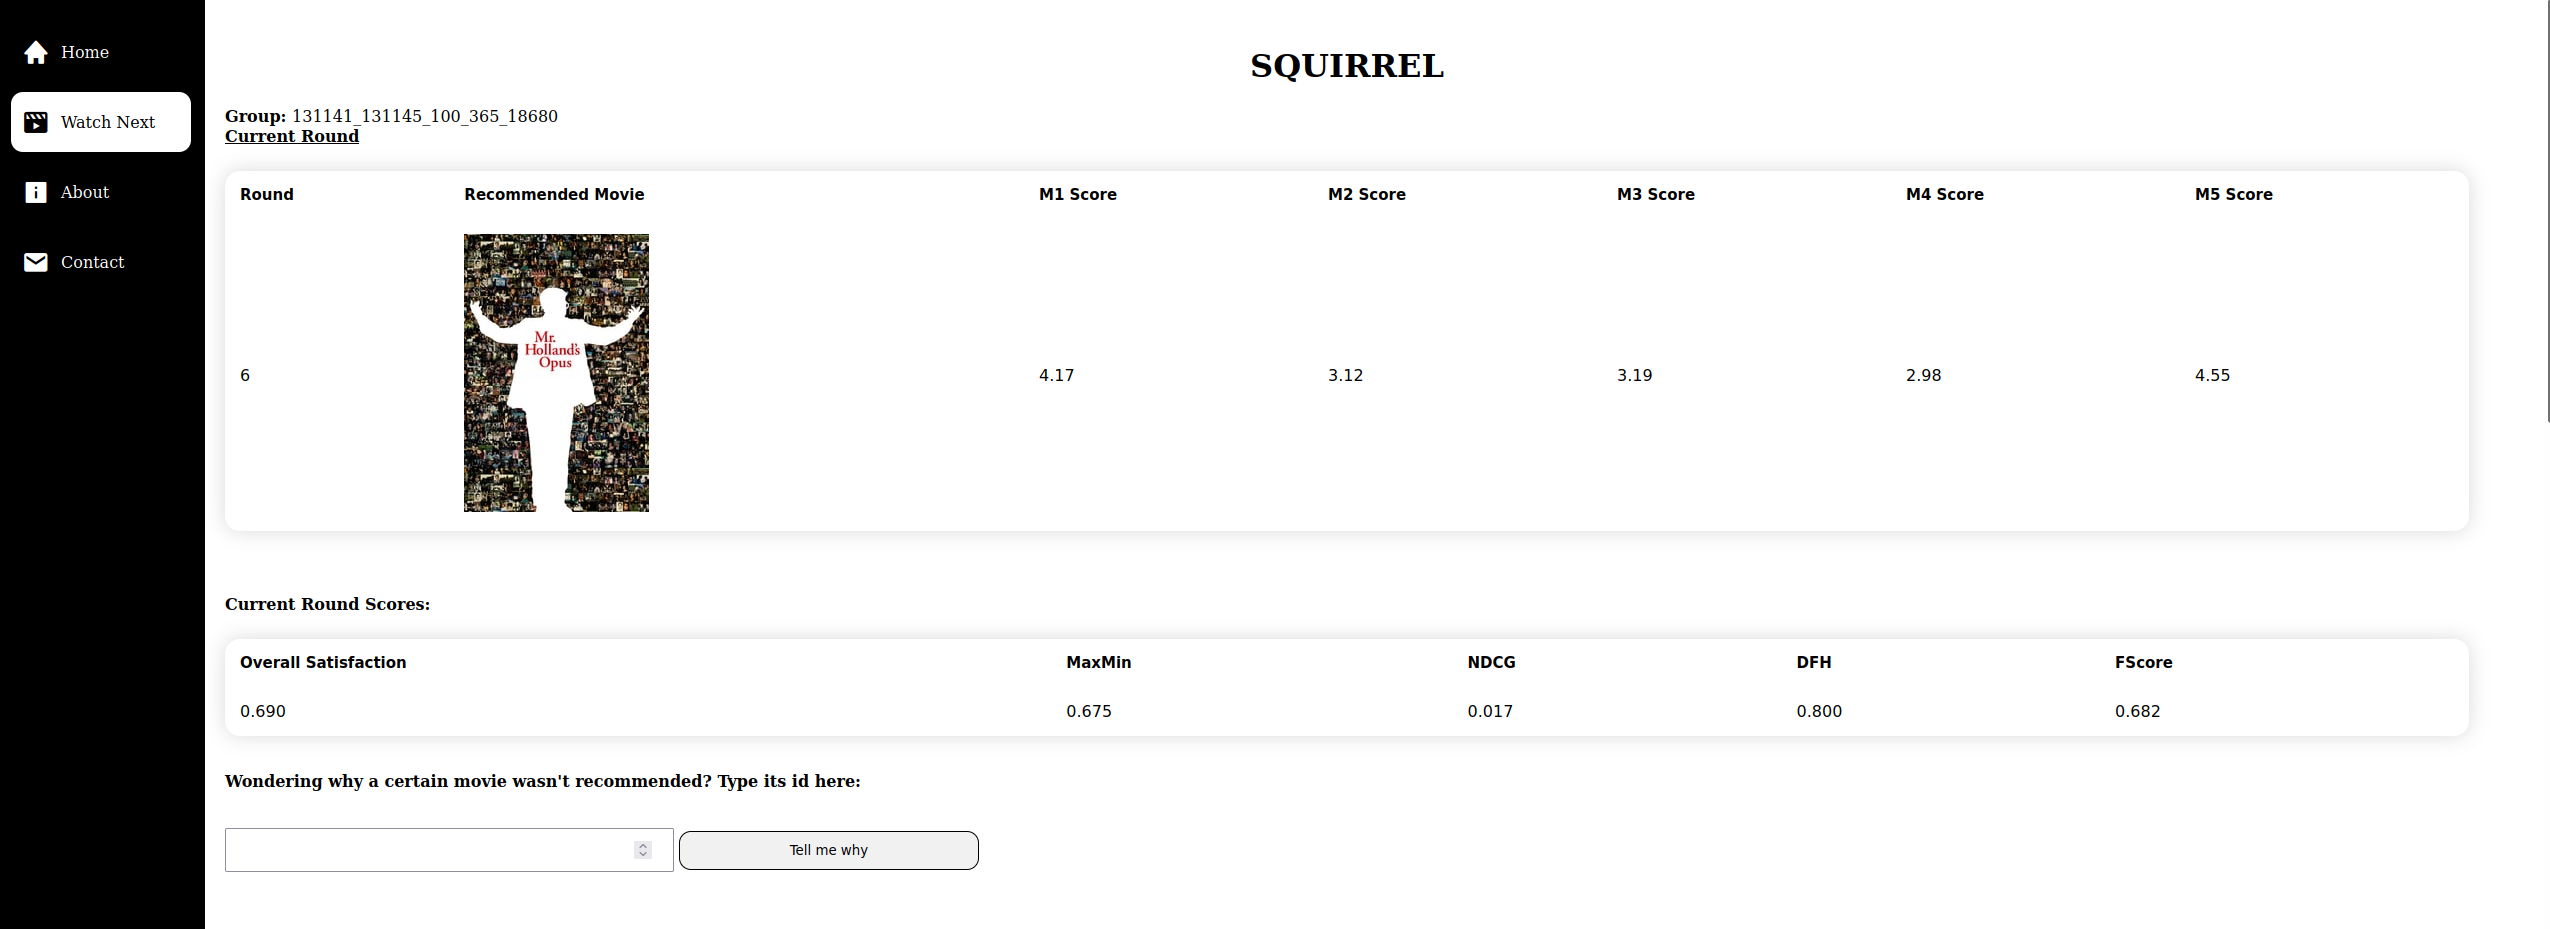 Home
Watch Next
About
Contact
SQUIRREL
Group: 131141_131145_100_365_18680
Current Round
Round Recommended Movie M1 Score M2 Score M3 Score M4 Score M5 Score
Mr.
Holland's
Opus
6 4.17 3.12 3.19 2.98 4.55
Current Round Scores:
Overall Satisfaction MaxMin NDCG DFH FScore
0.690 0.675 0.017 0.800 0.682
Wondering why a certain movie wasn't recommended? Type its id here:
Tell me why